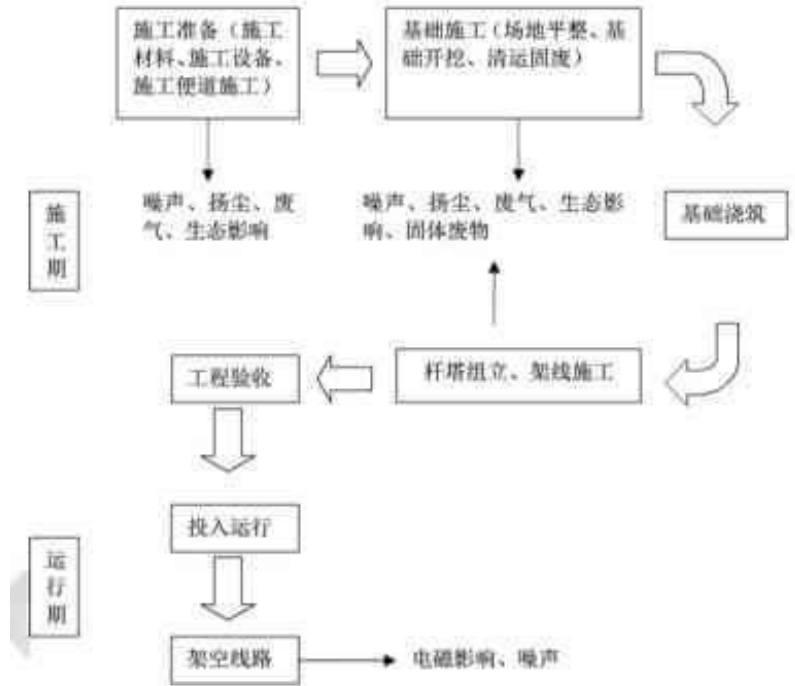 施工准备（施工
材料、施工设备、
施工便道施工）
基础施工（场地平整、基
础开挖、清运固废）
施
工
期
噪声、扬尘、废
气、生态影响
噪声、扬尘、废气、生态影
响、固体废物
基础浇筑
工程验收
杆塔组立、架线施工
投入运行
运
行
期
架空线路
电磁影响、噪声